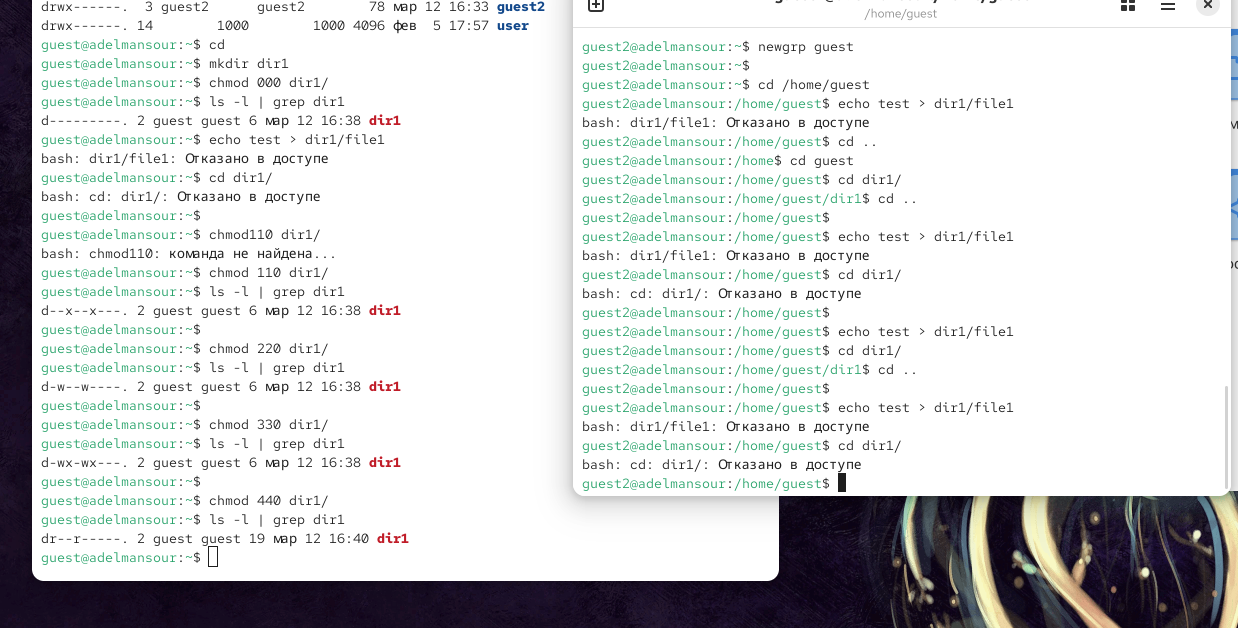 drwx------.  3 guest2      guest2        78 мар 12 16:33 guest2
drwx------. 14        1000        1000 4096 фев  5 17:57 user
guest@adelmansour:~$ cd
guest@adelmansour:~$ mkdir dir1
guest@adelmansour:~$ chmod 000 dir1/
guest@adelmansour:~$ ls -l | grep dir1
d---------. 2 guest guest 6 мар 12 16:38 dir1
guest@adelmansour:~$ echo test > dir1/file1
bash: dir1/file1: Отказано в доступе
guest@adelmansour:~$ cd dir1/
bash: cd: dir1/: Отказано в доступе
guest@adelmansour:~$
guest@adelmansour:~$ chmod110 dir1/
bash: chmod110: команда не найдена...
guest@adelmansour:~$ chmod 110 dir1/
guest@adelmansour:~$ ls -l | grep dir1
d--x--x---. 2 guest guest 6 мар 12 16:38 dir1
guest@adelmansour:~$
guest@adelmansour:~$ chmod 220 dir1/
guest@adelmansour:~$ ls -l | grep dir1
d-w--w----. 2 guest guest 6 мар 12 16:38 dir1
guest@adelmansour:~$
guest@adelmansour:~$ chmod 330 dir1/
guest@adelmansour:~$ ls -l | grep dir1
d-wx-wx---. 2 guest guest 6 мар 12 16:38 dir1
guest@adelmansour:~$
guest@adelmansour:~$ chmod 440 dir1/
guest@adelmansour:~$ ls -l | grep dir1
dr--r-----. 2 guest guest 19 мар 12 16:40 dir1
guest@adelmansour:~$
/home/guest
guest2@adelmansour:~$ newgrp guest
guest2@adelmansour:~$
guest2@adelmansour:~$ cd /home/guest
guest2@adelmansour:/home/guest$ echo test > dir1/file1
bash: dir1/file1: Отказано в доступе
guest2@adelmansour:/home/guest$ cd ..
guest2@adelmansour:/home$ cd guest
guest2@adelmansour:/home/guest$ cd dir1/
guest2@adelmansour:/home/guest/dir1$ cd ..
guest2@adelmansour:/home/guest$
guest2@adelmansour:/home/guest$ echo test > dir1/file1
bash: dir1/file1: Отказано в доступе
guest2@adelmansour:/home/guest$ cd dir1/
bash: cd: dir1/: Отказано в доступе
guest2@adelmansour:/home/guest$
guest2@adelmansour:/home/guest$ echo test > dir1/file1
guest2@adelmansour:/home/guest$ cd dir1/
guest2@adelmansour:/home/guest/dir1$ cd ..
guest2@adelmansour:/home/guest$
guest2@adelmansour:/home/guest$ echo test > dir1/file1
bash: dir1/file1: Отказано в доступе
guest2@adelmansour:/home/guest$ cd dir1/
bash: cd: dir1/: Отказано в доступе
guest2@adelmansour:/home/guest$